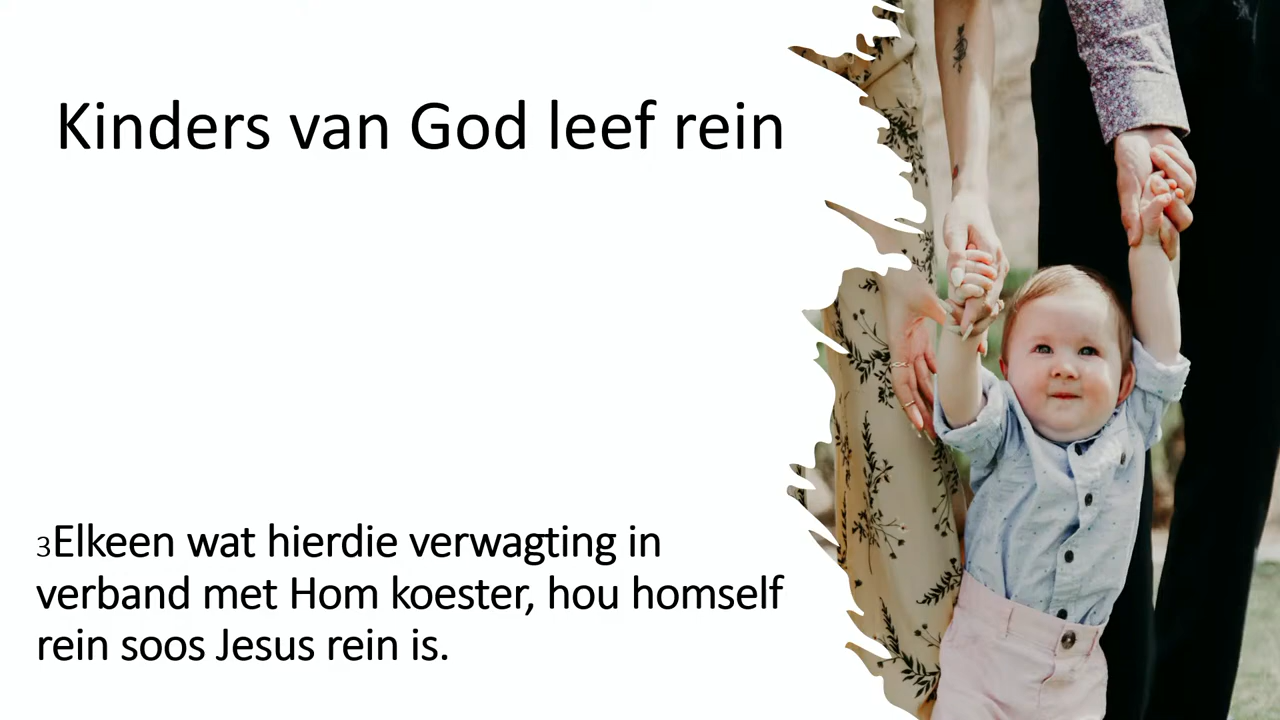 Kinders van God leef rein
3Elkeen wat hierdie verwagting in
verband met Hom koester, hou homself
rein soos Jesus rein is.